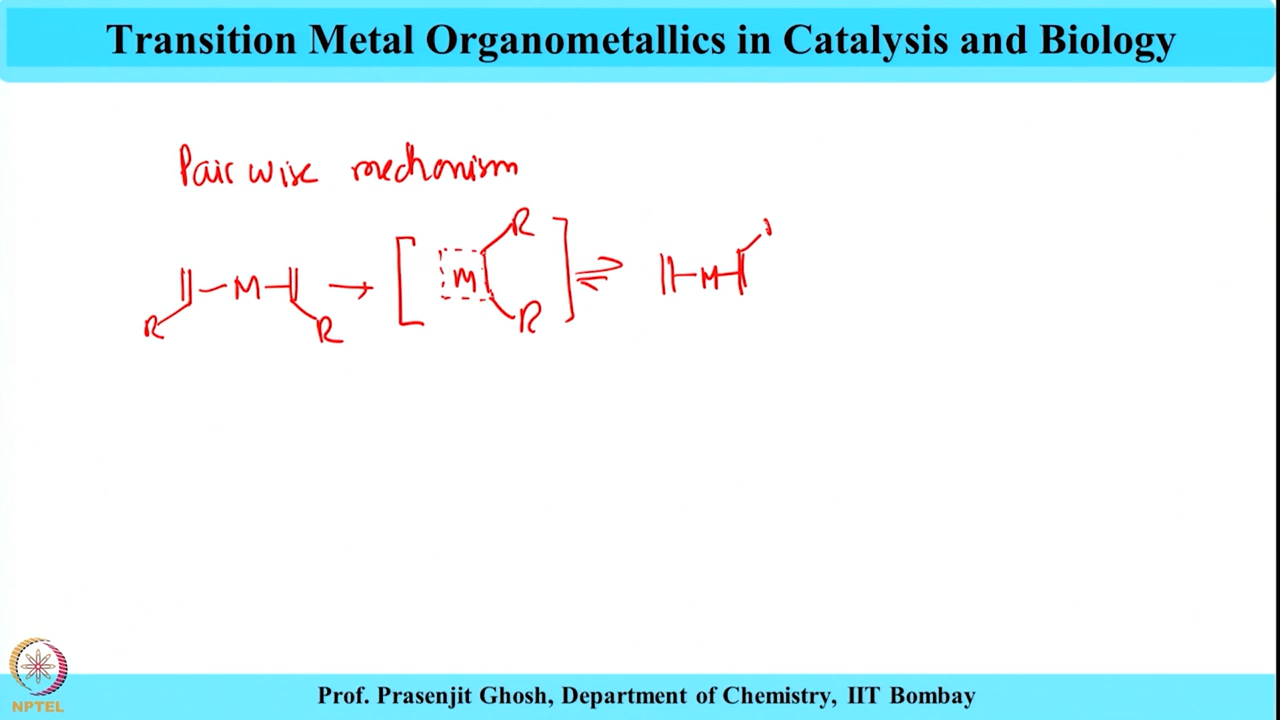 Transition Metal Organometallics in Catalysis and Biology
Pairwise mechanism
R M R → [ M R R ] ⇌ M
Prof. Prasenjit Ghosh, Department of Chemistry, IIT Bombay
NPTEL